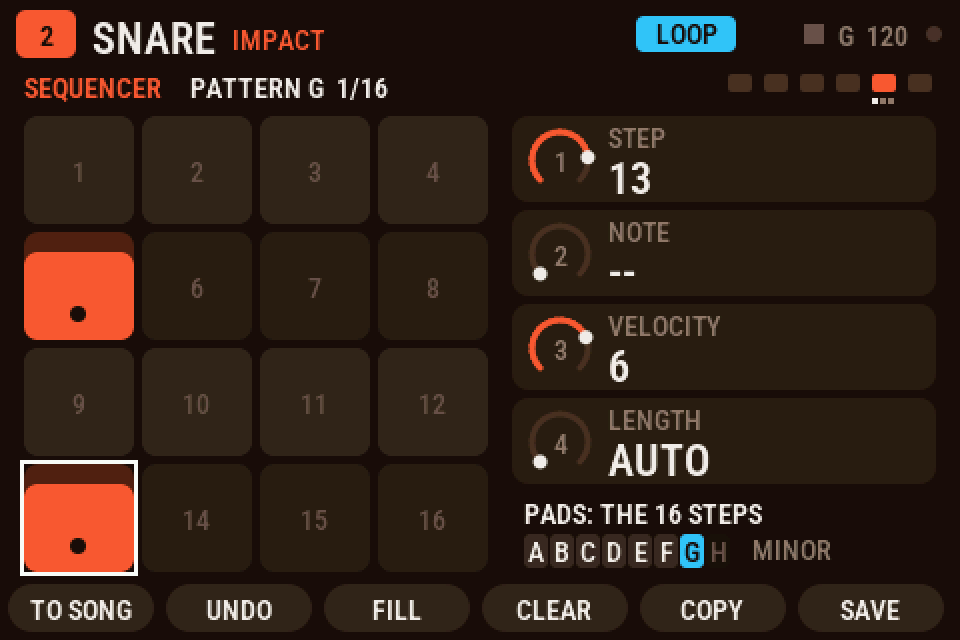 2 SNARE IMPACT LOOP G 120
SEQUENCER PATTERN G 1/16
1 2 3 4
6 7 8
9 10 11 12
14 15 16
1 STEP
13
2 NOTE
--
3 VELOCITY
6
4 LENGTH
AUTO
PADS: THE 16 STEPS
A B C D E F G H MINOR
TO SONG UNDO FILL CLEAR COPY SAVE